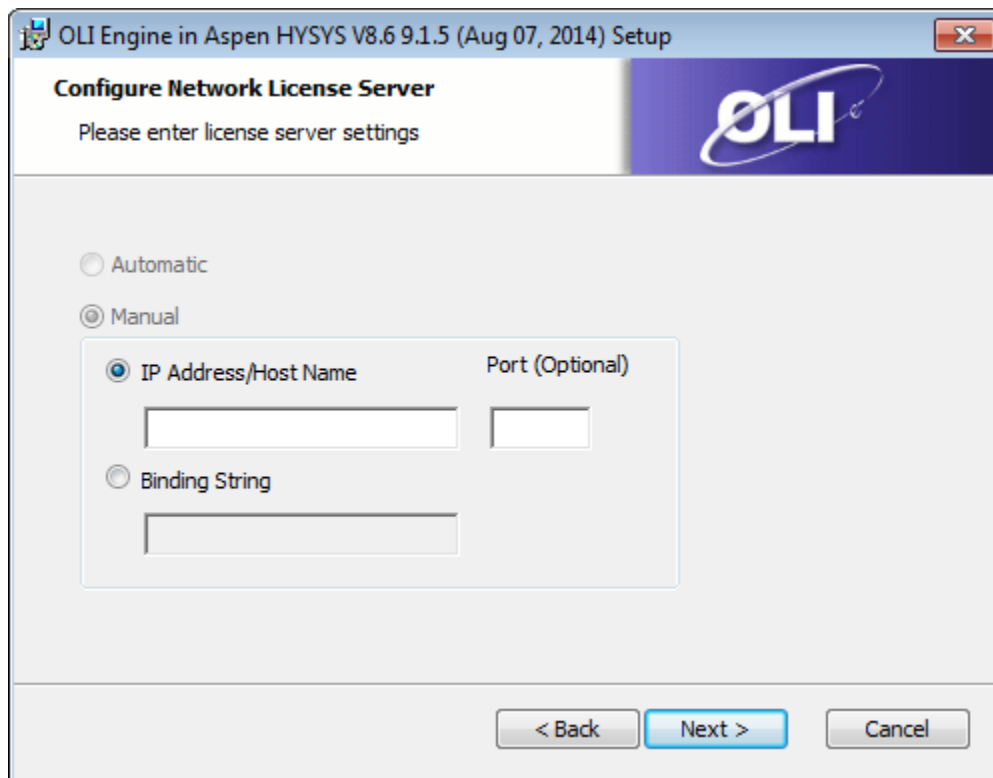 OLI Engine in Aspen HYSYS V8.6 9.1.5 (Aug 07, 2014) Setup
Configure Network License Server
Please enter license server settings
OLI
Automatic
Manual
IP Address/Host Name Port (Optional)
Binding String
< Back Next > Cancel